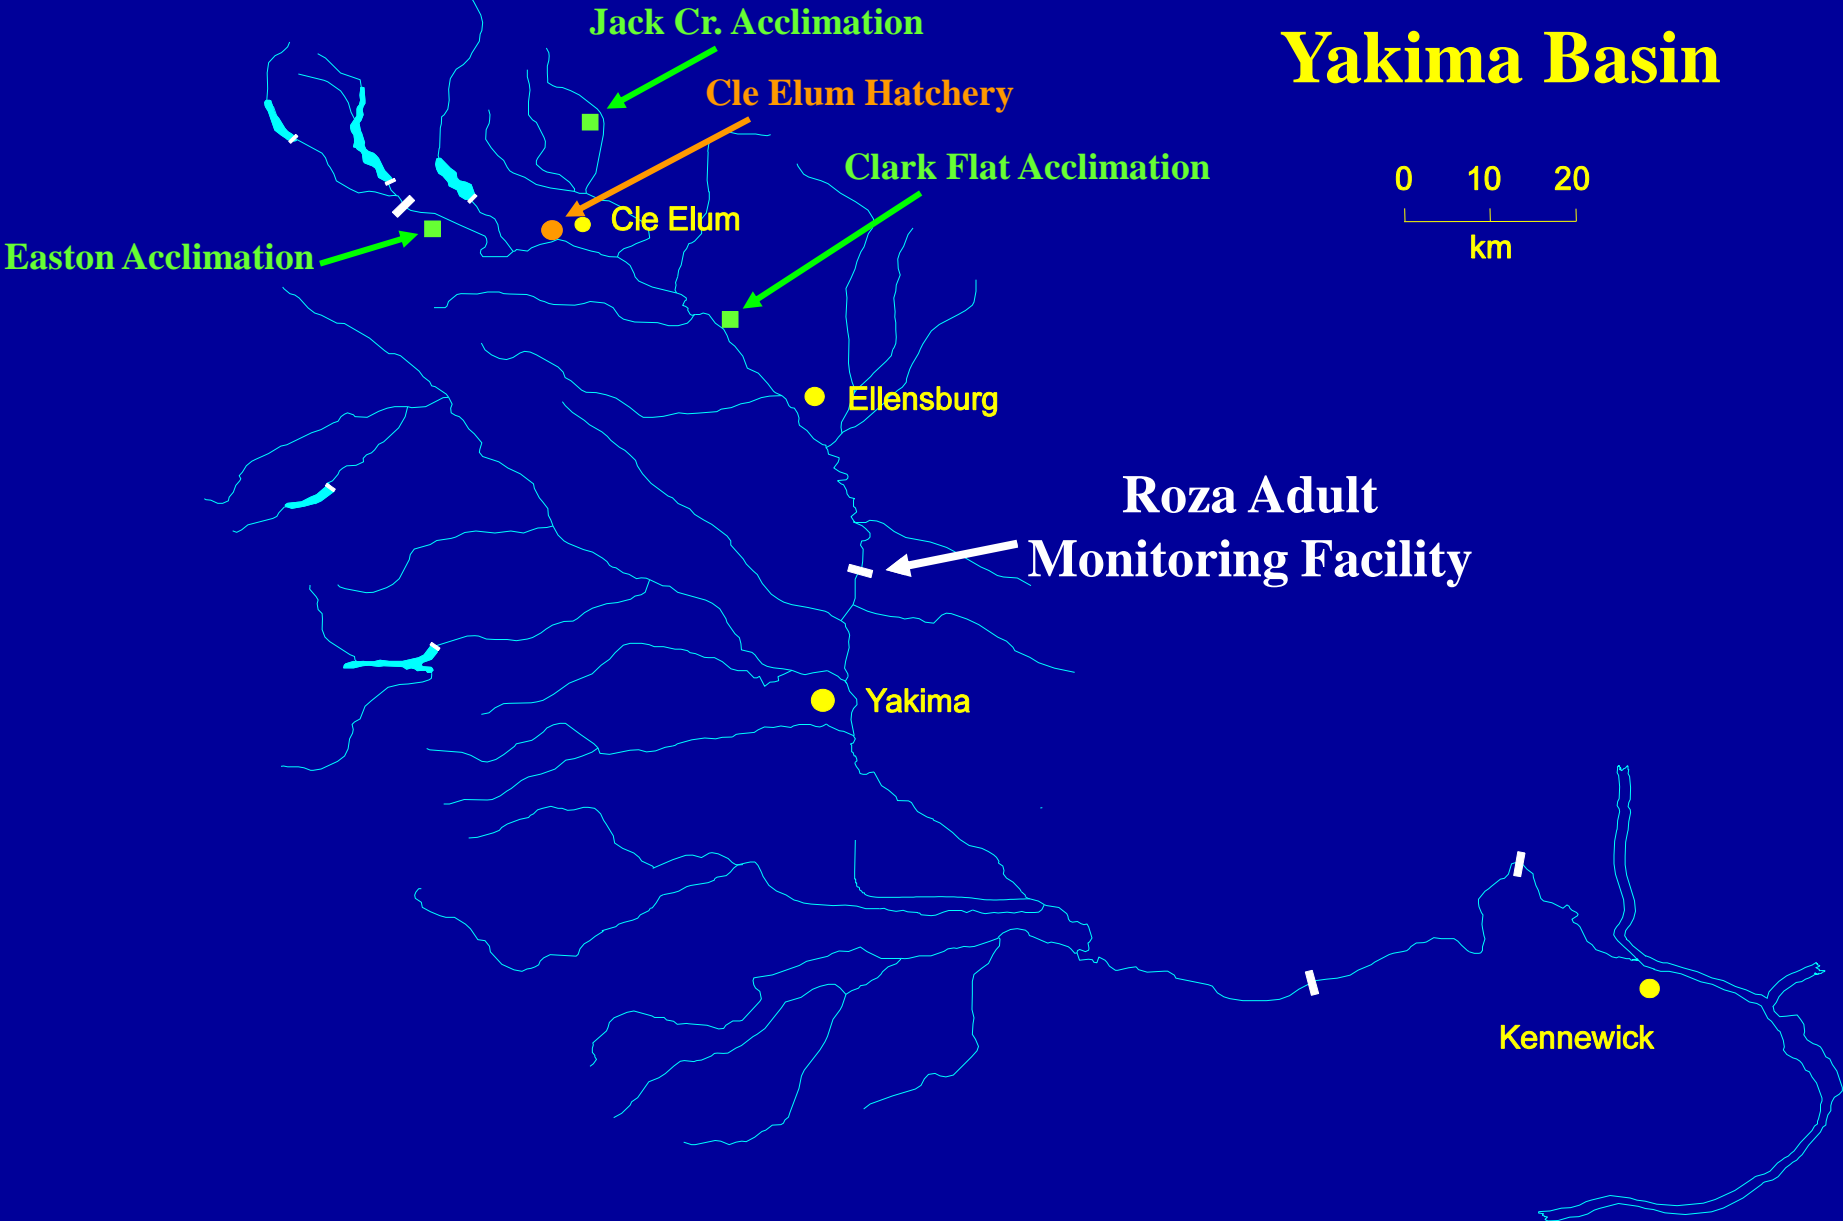 Jack Cr. Acclimation
Yakima Basin
Cle Elum Hatchery
Clark Flat Acclimation
0 10 20
km
Cle Elum
Easton Acclimation
Ellensburg
Roza Adult
Monitoring Facility
Yakima
Kennewick